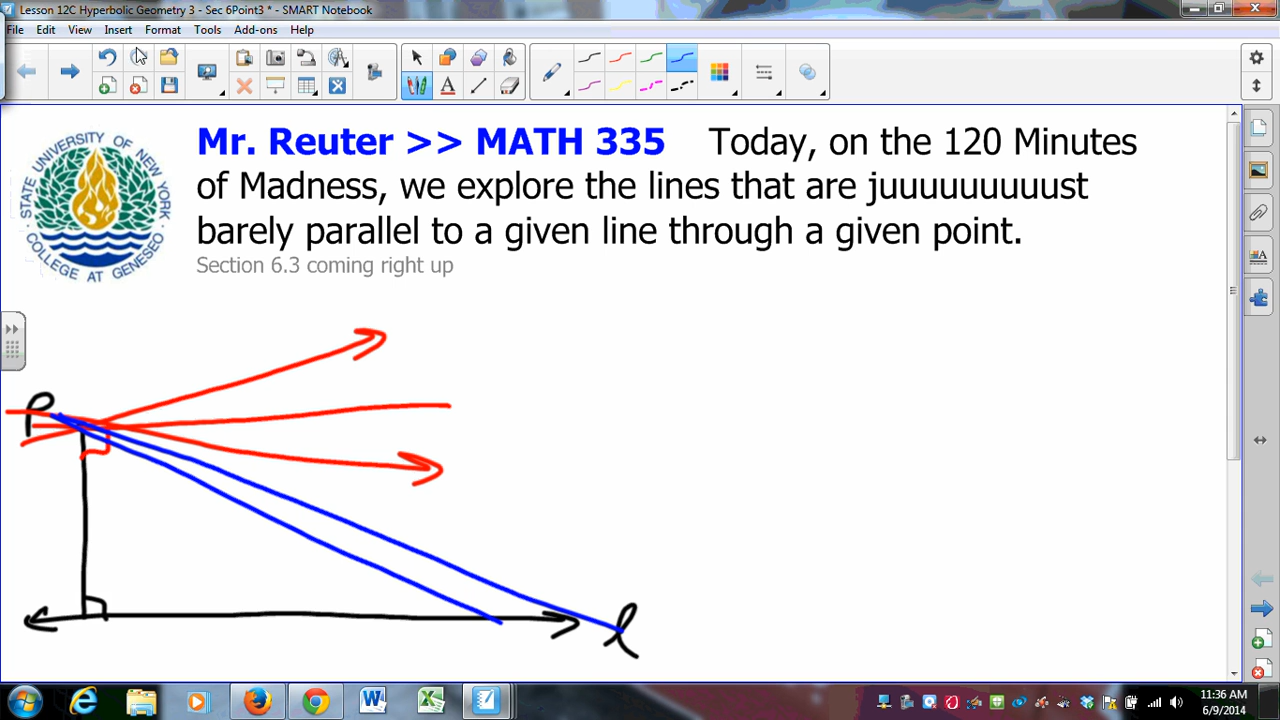 Lesson 12C Hyperbolic Geometry 3 - Sec 6Point3 * - SMART Notebook
File Edit View Insert Format Tools Add-ons Help
STATE UNIVERSITY OF NEW YORK
COLLEGE AT GENESEO
Mr. Reuter >> MATH 335 Today, on the 120 Minutes
of Madness, we explore the lines that are juuuuuuuuust
barely parallel to a given line through a given point.
Section 6.3 coming right up
P
l
11:36 AM
6/9/2014